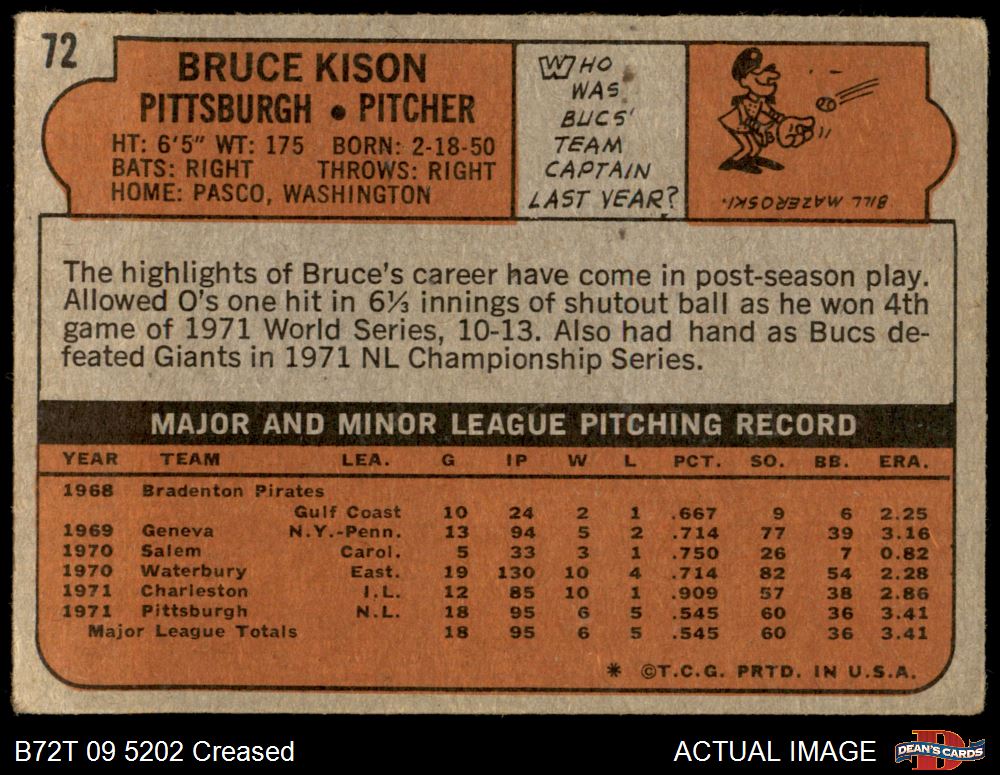 72
BRUCE KISON
PITTSBURGH • PITCHER
HT: 6'5" WT: 175 BORN: 2-18-50
BATS: RIGHT THROWS: RIGHT
HOME: PASCO, WASHINGTON
WHO
WAS
BUCS'
TEAM
CAPTAIN
LAST YEAR?
BILL MAZEROSKI.
The highlights of Bruce's career have come in post-season play.
Allowed O's one hit in 6⅓ innings of shutout ball as he won 4th
game of 1971 World Series, 10-13. Also had hand as Bucs de-
feated Giants in 1971 NL Championship Series.
MAJOR AND MINOR LEAGUE PITCHING RECORD
YEAR TEAM LEA. G IP W L PCT. SO. BB. ERA.
1968 Bradenton Pirates
Gulf Coast 10 24 2 1 .667 9 6 2.25
1969 Geneva N.Y.-Penn. 13 94 5 2 .714 77 39 3.16
1970 Salem Carol. 5 33 3 1 .750 26 7 0.82
1970 Waterbury East. 19 130 10 4 .714 82 54 2.28
1971 Charleston I.L. 12 85 10 1 .909 57 38 2.86
1971 Pittsburgh N.L. 18 95 6 5 .545 60 36 3.41
Major League Totals 18 95 6 5 .545 60 36 3.41
* ©T.C.G. PRTD. IN U.S.A.
B72T 09 5202 Creased
ACTUAL IMAGE
DEAN'S CARDS